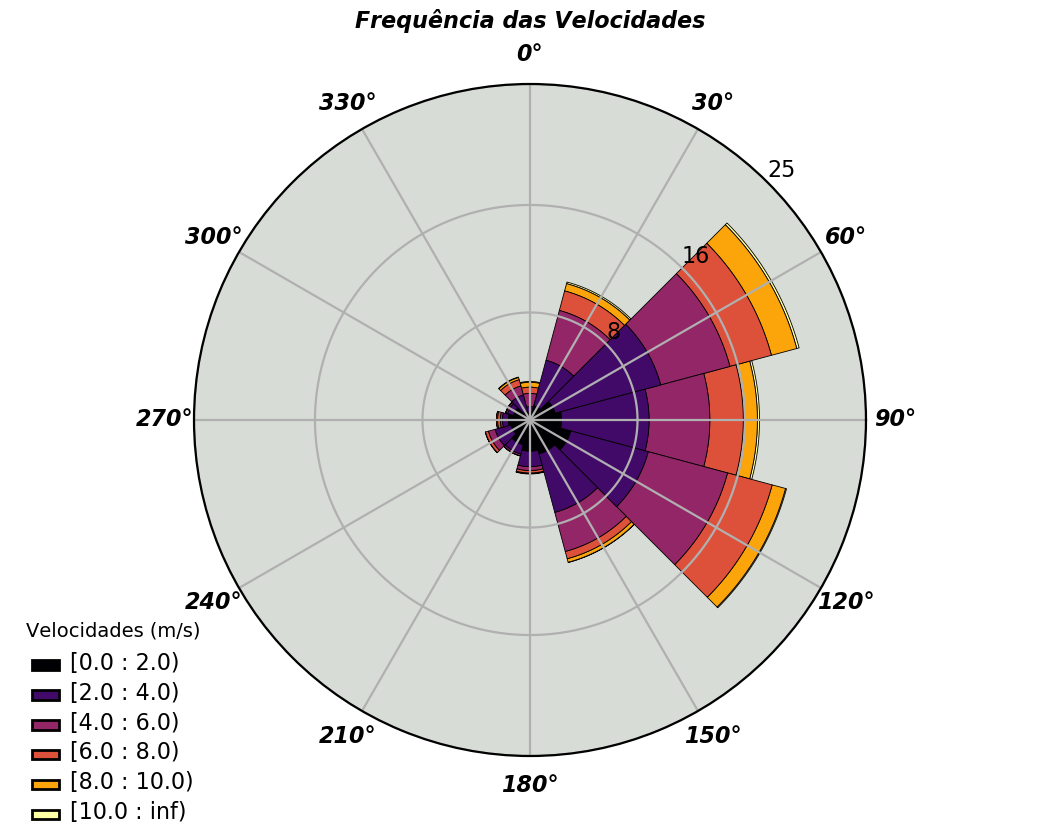 Frequência das Velocidades
0°
330°
30°
25
300°
60°
16
8
270°
90°
240°
120°
210°
150°
180°
Velocidades (m/s)
[0.0 : 2.0)
[2.0 : 4.0)
[4.0 : 6.0)
[6.0 : 8.0)
[8.0 : 10.0)
[10.0 : inf)